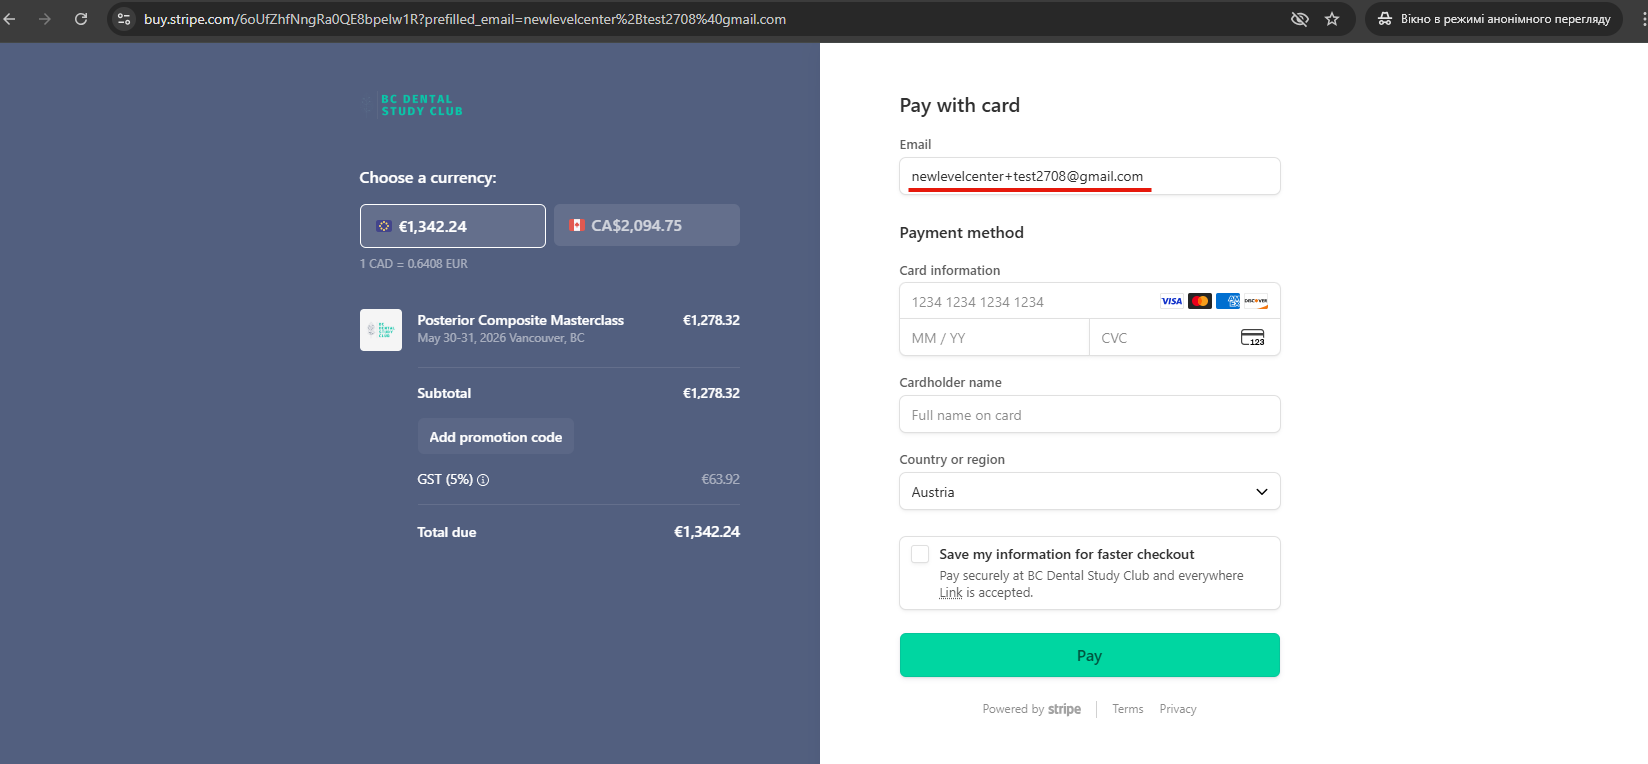 buy.stripe.com/6oUfZhfNngRa0QE8bpelw1R?prefilled_email=newlevelcenter%2Btest2708%40gmail.com
Вікно в режимі анонімного перегляду
BC DENTAL
STUDY CLUB
Choose a currency:
€1,342.24
CA$2,094.75
1 CAD = 0.6408 EUR
BC
DENTAL
STUDY
CLUB
Posterior Composite Masterclass €1,278.32
May 30-31, 2026 Vancouver, BC
Subtotal €1,278.32
Add promotion code
GST (5%) €63.92
Total due €1,342.24
Pay with card
Email
newlevelcenter+test2708@gmail.com
Payment method
Card information
1234 1234 1234 1234
VISA
AMEX
DISCOVER
MM / YY
CVC
123
Cardholder name
Full name on card
Country or region
Austria
Save my information for faster checkout
Pay securely at BC Dental Study Club and everywhere
Link is accepted.
Pay
Powered by stripe
Terms
Privacy